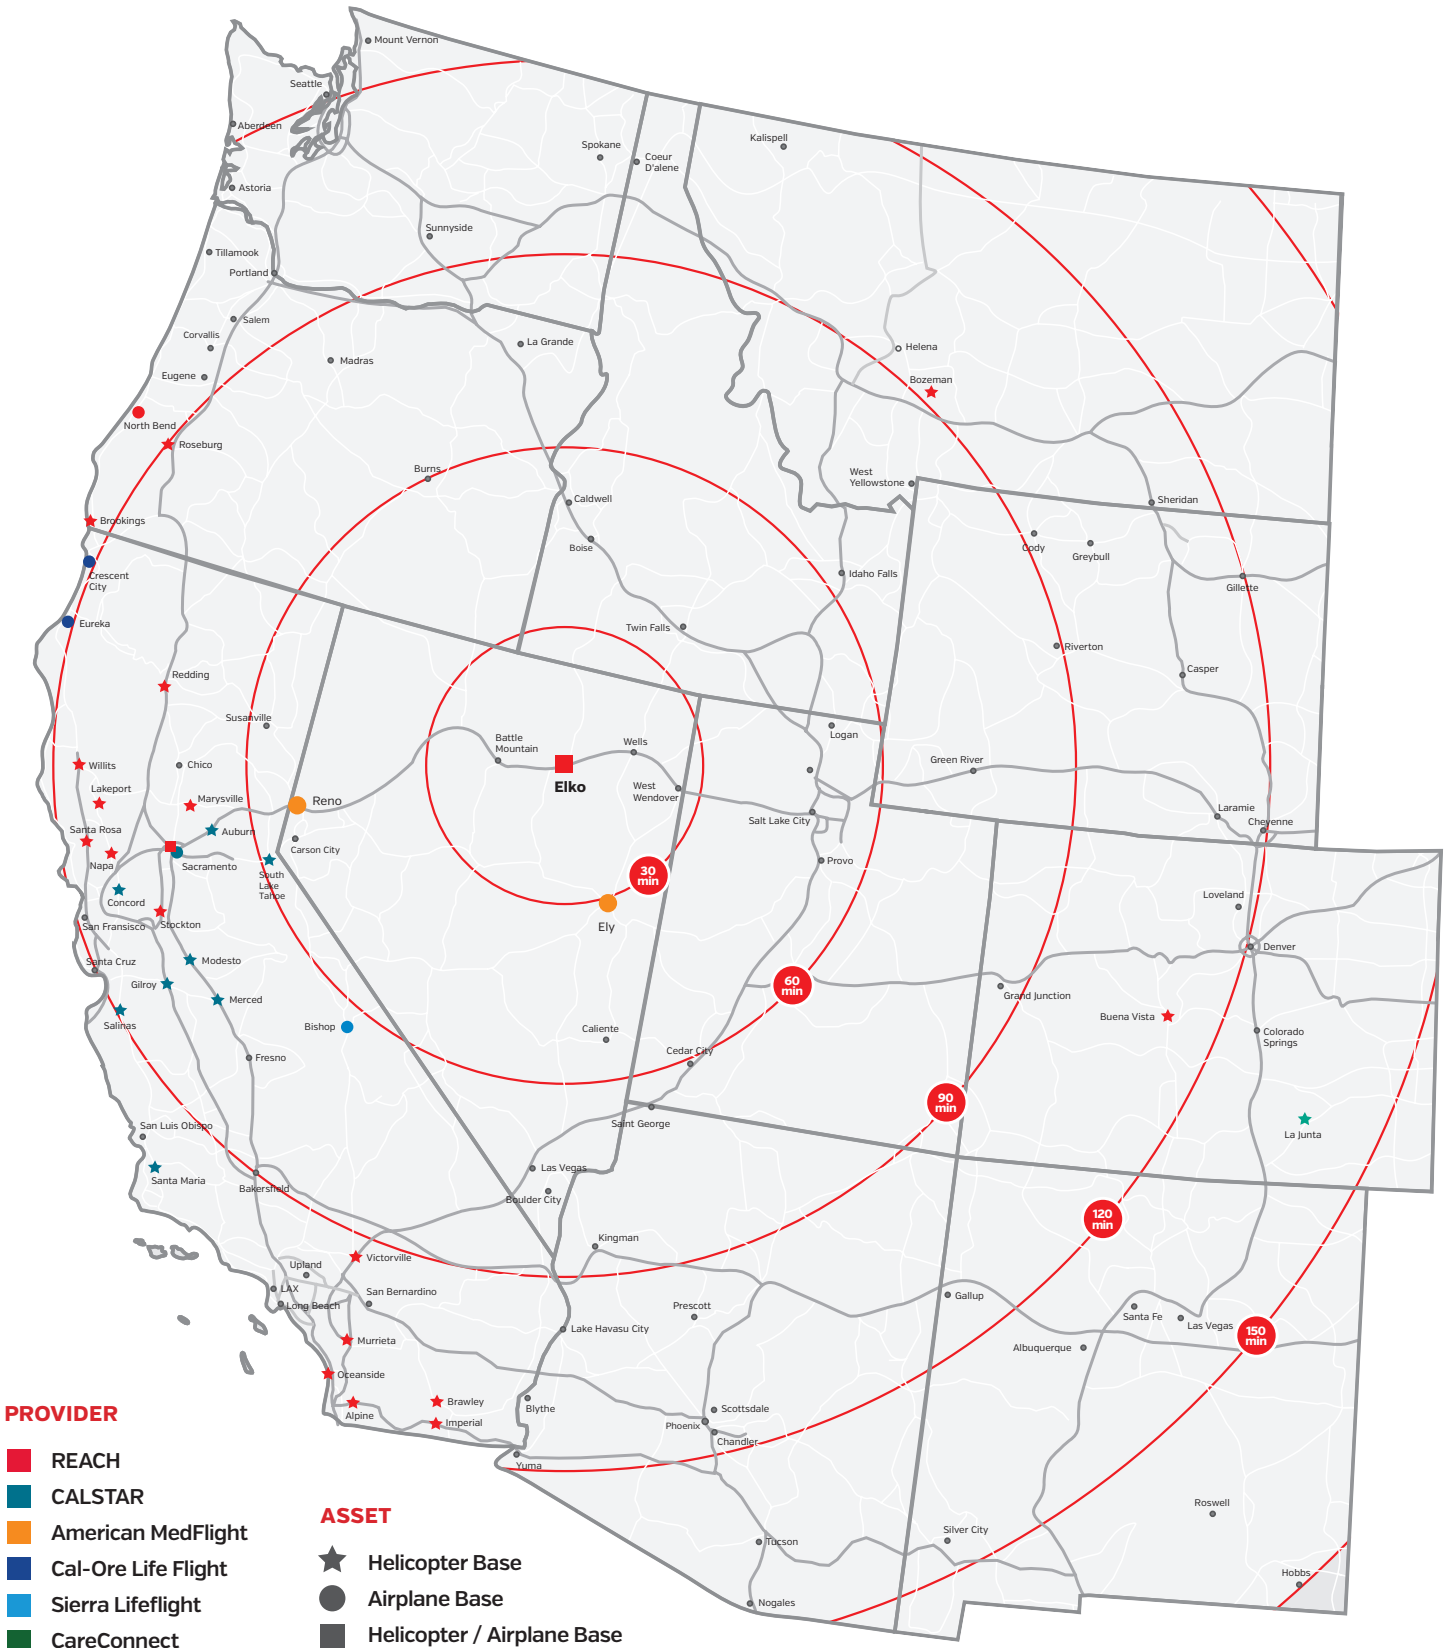 Mount Vernon
Seattle
Aberdeen
Spokane
Coeur
D'alene
Kalispell
Astoria
Sunnyside
Tillamook
Portland
Salem
Corvallis
Madras
La Grande
Helena
Eugene
Bozeman
North Bend
Roseburg
Burns
West
Yellowstone
Caldwell
Sheridan
Brookings
Boise
Cody
Greybull
Crescent
City
Idaho Falls
Gillette
Eureka
Twin Falls
Riverton
Redding
Casper
Susanville
Logan
Battle
Mountain
Wells
Willits
Chico
Green River
Elko
West
Wendover
Lakeport
Marysville
Reno
Laramie
Salt Lake City
Cheyenne
Santa Rosa
Auburn
Carson City
Napa
Sacramento
Provo
South
Lake
Tahoe
30
min
Concord
Loveland
San Fransisco
Stockton
Ely
Denver
Santa Cruz
Modesto
Gilroy
60
min
Grand Junction
Merced
Salinas
Bishop
Caliente
Buena Vista
Colorado
Springs
Fresno
Cedar City
90
min
San Luis Obispo
Saint George
La Junta
Santa Maria
Las Vegas
Bakersfield
Boulder City
120
min
Kingman
Victorville
Upland
LAX
San Bernardino
Gallup
Long Beach
Prescott
Santa Fe
Las Vegas
Lake Havasu City
150
min
Murrieta
Albuquerque
Oceanside
Brawley
Alpine
Imperial
Blythe
Scottsdale
Phoenix
Chandler
Yuma
Roswell
Silver City
Tucson
Hobbs
Nogales
PROVIDER
REACH
CALSTAR
American MedFlight
Cal-Ore Life Flight
Sierra Lifeflight
CareConnect
ASSET
Helicopter Base
Airplane Base
Helicopter / Airplane Base